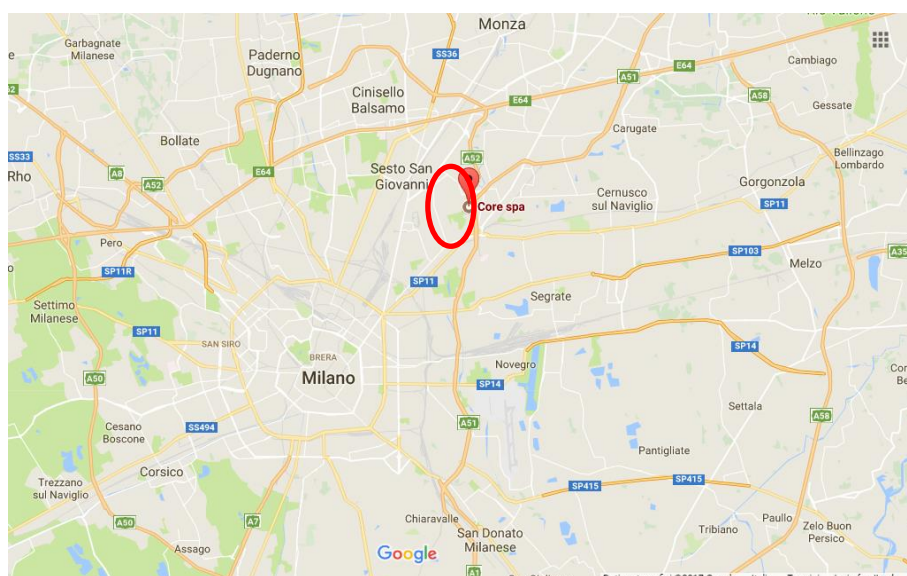 Monza
Garbagnate
Milanese
Paderno
Dugnano
SS36
E64
A51
Cambiago
Cinisello
Balsamo
E64
A58
Gessate
Carugate
Bollate
SS33
Rho
A8
A52
E64
Sesto San
Giovanni
A52
Bellinzago
Lombardo
Core spa
Cernusco
sul Naviglio
Gorgonzola
SP11
Pero
SP11R
SP11
SP103
Melzo
A35
Settimo
Milanese
SP11
SAN SIRO
Segrate
SP14
BRERA
Milano
Novegro
SP14
A50
Settala
A58
Cesano
Boscone
SS494
A51
Corsico
Pantigliate
Trezzano
sul Naviglio
SP415
SP415
A50
A7
Chiaravalle
San Donato
Milanese
Tribiano
Paullo
Zelo Buon
Persico
Assago
Google
A1